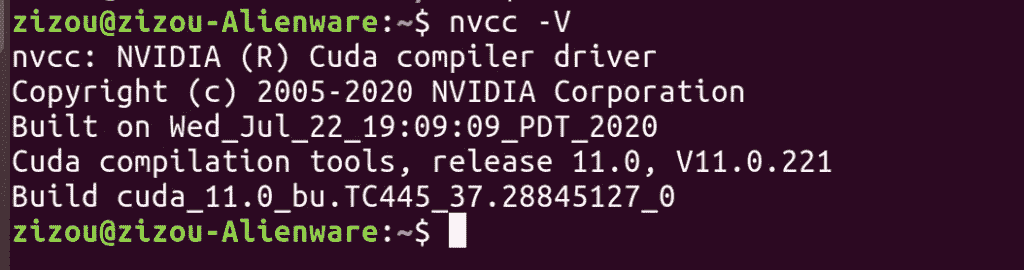 zizou@zizou-Alienware:~$ nvcc -V
nvcc: NVIDIA (R) Cuda compiler driver
Copyright (c) 2005-2020 NVIDIA Corporation
Built on Wed_Jul_22_19:09:09_PDT_2020
Cuda compilation tools, release 11.0, V11.0.221
Build cuda_11.0_bu.TC445_37.28845127_0
zizou@zizou-Alienware:~$